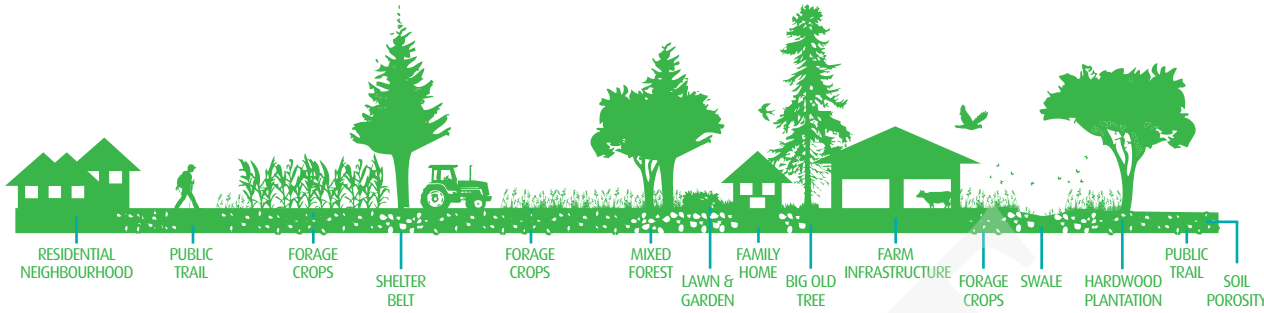 RESIDENTIAL
NEIGHBOURHOOD
PUBLIC
TRAIL
FORAGE
CROPS
SHELTER
BELT
FORAGE
CROPS
MIXED
FOREST
LAWN &
GARDEN
FAMILY
HOME
BIG OLD
TREE
FARM
INFRASTRUCTURE
FORAGE
CROPS
SWALE
HARDWOOD
PLANTATION
PUBLIC
TRAIL
SOIL
POROSITY